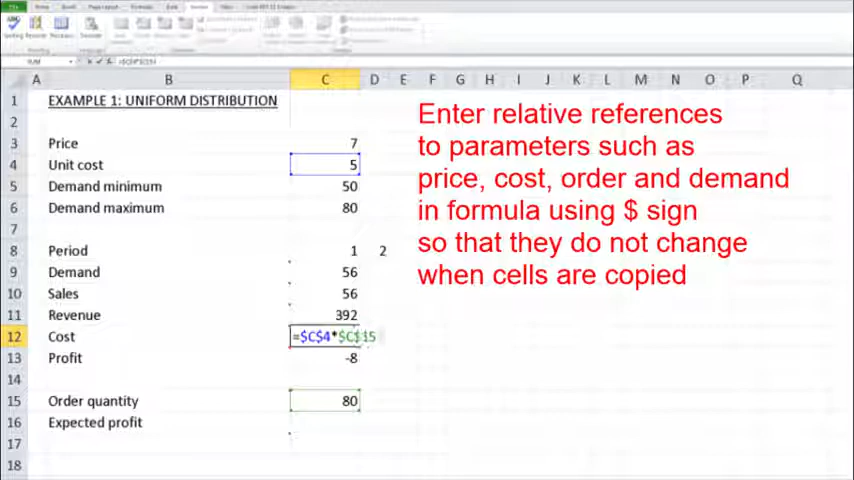 A B C D E F G H I J K L M N O P Q
1 EXAMPLE 1: UNIFORM DISTRIBUTION
2
3 Price 7
4 Unit cost 5
5 Demand minimum 50
6 Demand maximum 80
7
8 Period 1 2
9 Demand 56
10 Sales 56
11 Revenue 392
12 Cost =$C$4*$C$15
13 Profit -8
14
15 Order quantity 80
16 Expected profit
17
18
Enter relative references
to parameters such as
price, cost, order and demand
in formula using $ sign
so that they do not change
when cells are copied